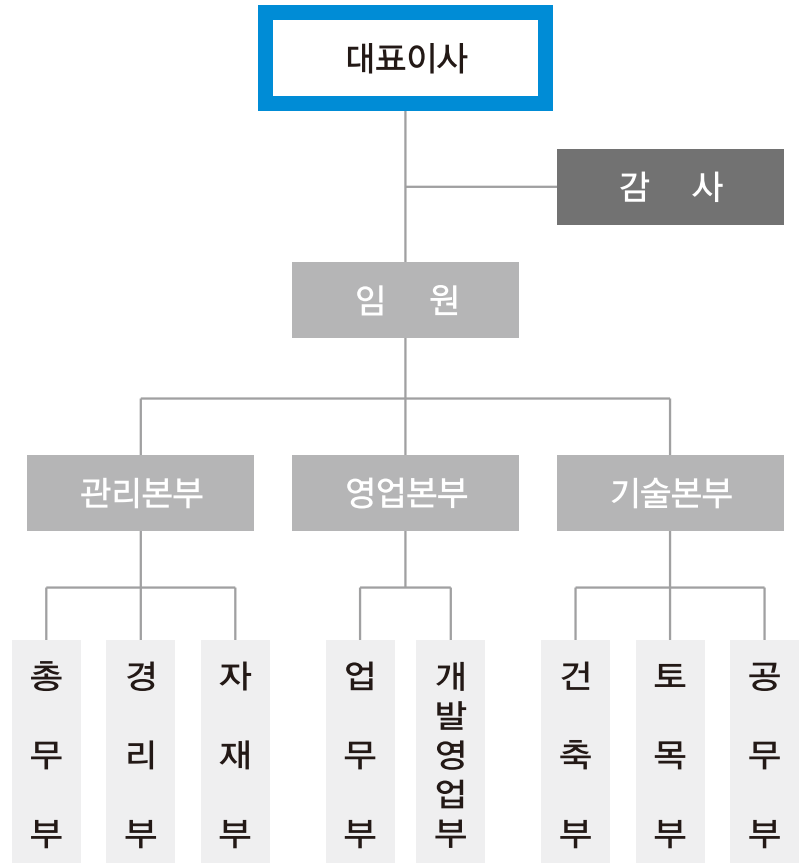 대표이사
감 사
임 원
관리본부
영업본부
기술본부
총무부
경리부
자재부
업무부
개발영업부
건축부
토목부
공무부